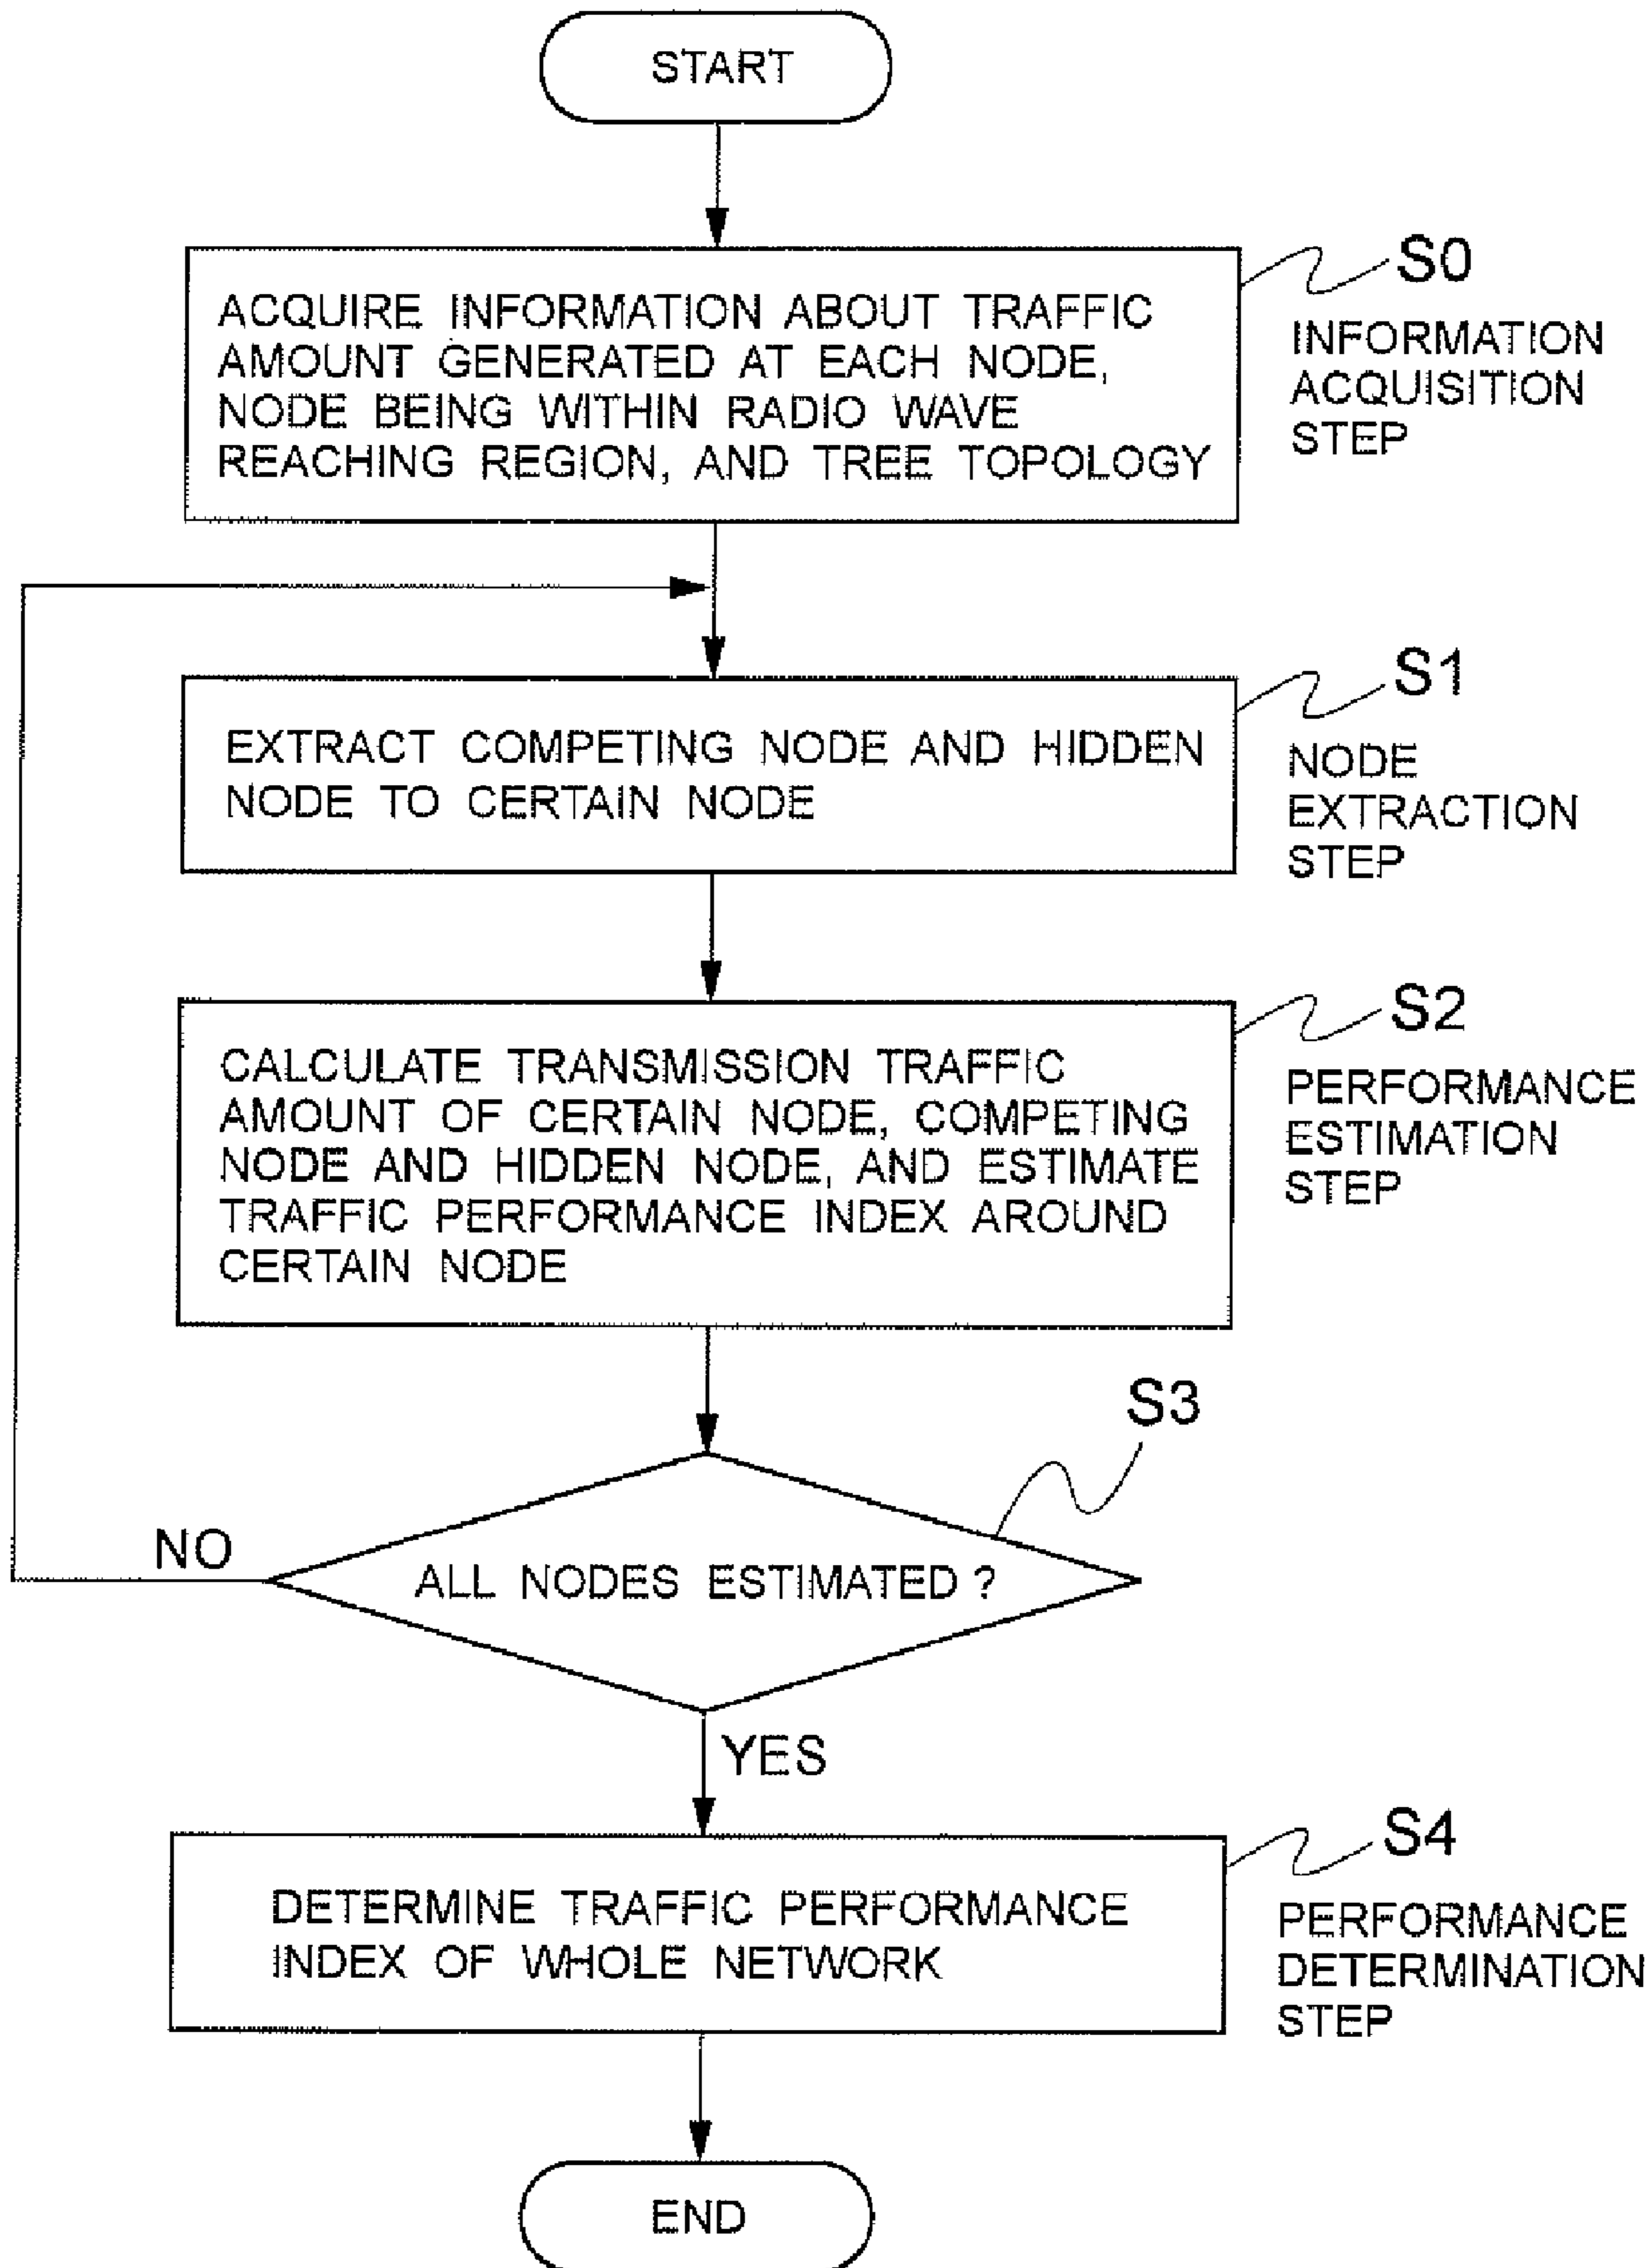 START
S0
ACQUIRE INFORMATION ABOUT TRAFFIC
AMOUNT GENERATED AT EACH NODE,
NODE BEING WITHIN RADIO WAVE
REACHING REGION, AND TREE TOPOLOGY
INFORMATION
ACQUISITION
STEP
S1
EXTRACT COMPETING NODE AND HIDDEN
NODE TO CERTAIN NODE
NODE
EXTRACTION
STEP
S2
CALCULATE TRANSMISSION TRAFFIC
AMOUNT OF CERTAIN NODE, COMPETING
NODE AND HIDDEN NODE, AND ESTIMATE
TRAFFIC PERFORMANCE INDEX AROUND
CERTAIN NODE
PERFORMANCE
ESTIMATION
STEP
S3
NO
ALL NODES ESTIMATED ?
YES
S4
DETERMINE TRAFFIC PERFORMANCE
INDEX OF WHOLE NETWORK
PERFORMANCE
DETERMINATION
STEP
END